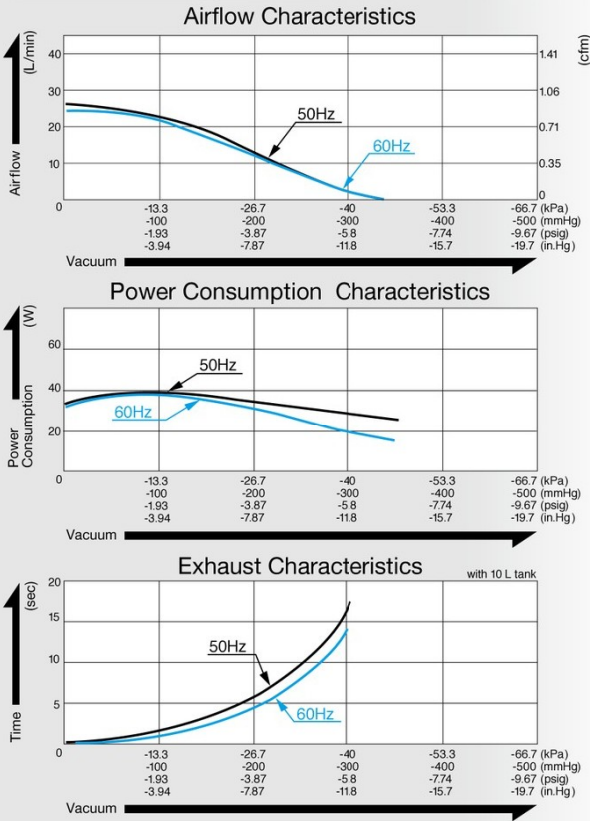 Airflow Characteristics
(L/min)
(cfm)
Airflow
40
30
20
10
0
1.41
1.06
0.71
0.35
0
50Hz
60Hz
-13.3 -26.7 -40 -53.3 -66.7 (kPa)
-100 -200 -300 -400 -500 (mmHg)
-1.93 -3.87 -5 8 -7.74 -9.67 (psig)
-3.94 -7.87 -11.8 -15.7 -19.7 (in.Hg)
Vacuum
Power Consumption Characteristics
(W)
Power
Consumption
60
40
20
0
50Hz
60Hz
-13.3 -26.7 -40 -53.3 -66.7 (kPa)
-100 -200 -300 -400 -500 (mmHg)
-1.93 -3.87 -5 8 -7.74 -9.67 (psig)
-3.94 -7.87 -11.8 -15.7 -19.7 (in.Hg)
Vacuum
Exhaust Characteristics
with 10 L tank
(sec)
Time
20
15
10
5
0
50Hz
60Hz
-13.3 -26.7 -40 -53.3 -66.7 (kPa)
-100 -200 -300 -400 -500 (mmHg)
-1.93 -3.87 -5 8 -7.74 -9.67 (psig)
-3.94 -7.87 -11.8 -15.7 -19.7 (in.Hg)
Vacuum